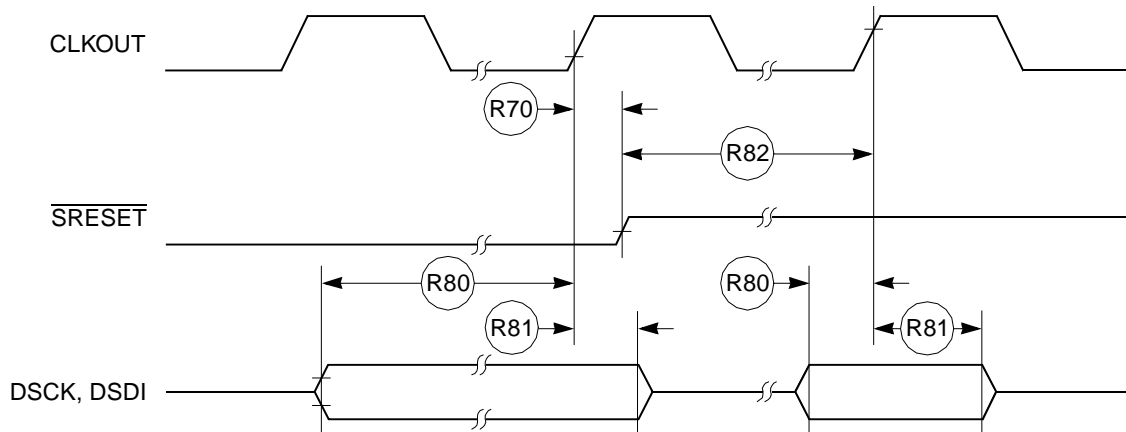 CLKOUT
R70
R82
SRESET
R80
R80
R81
R81
DSCK, DSDI